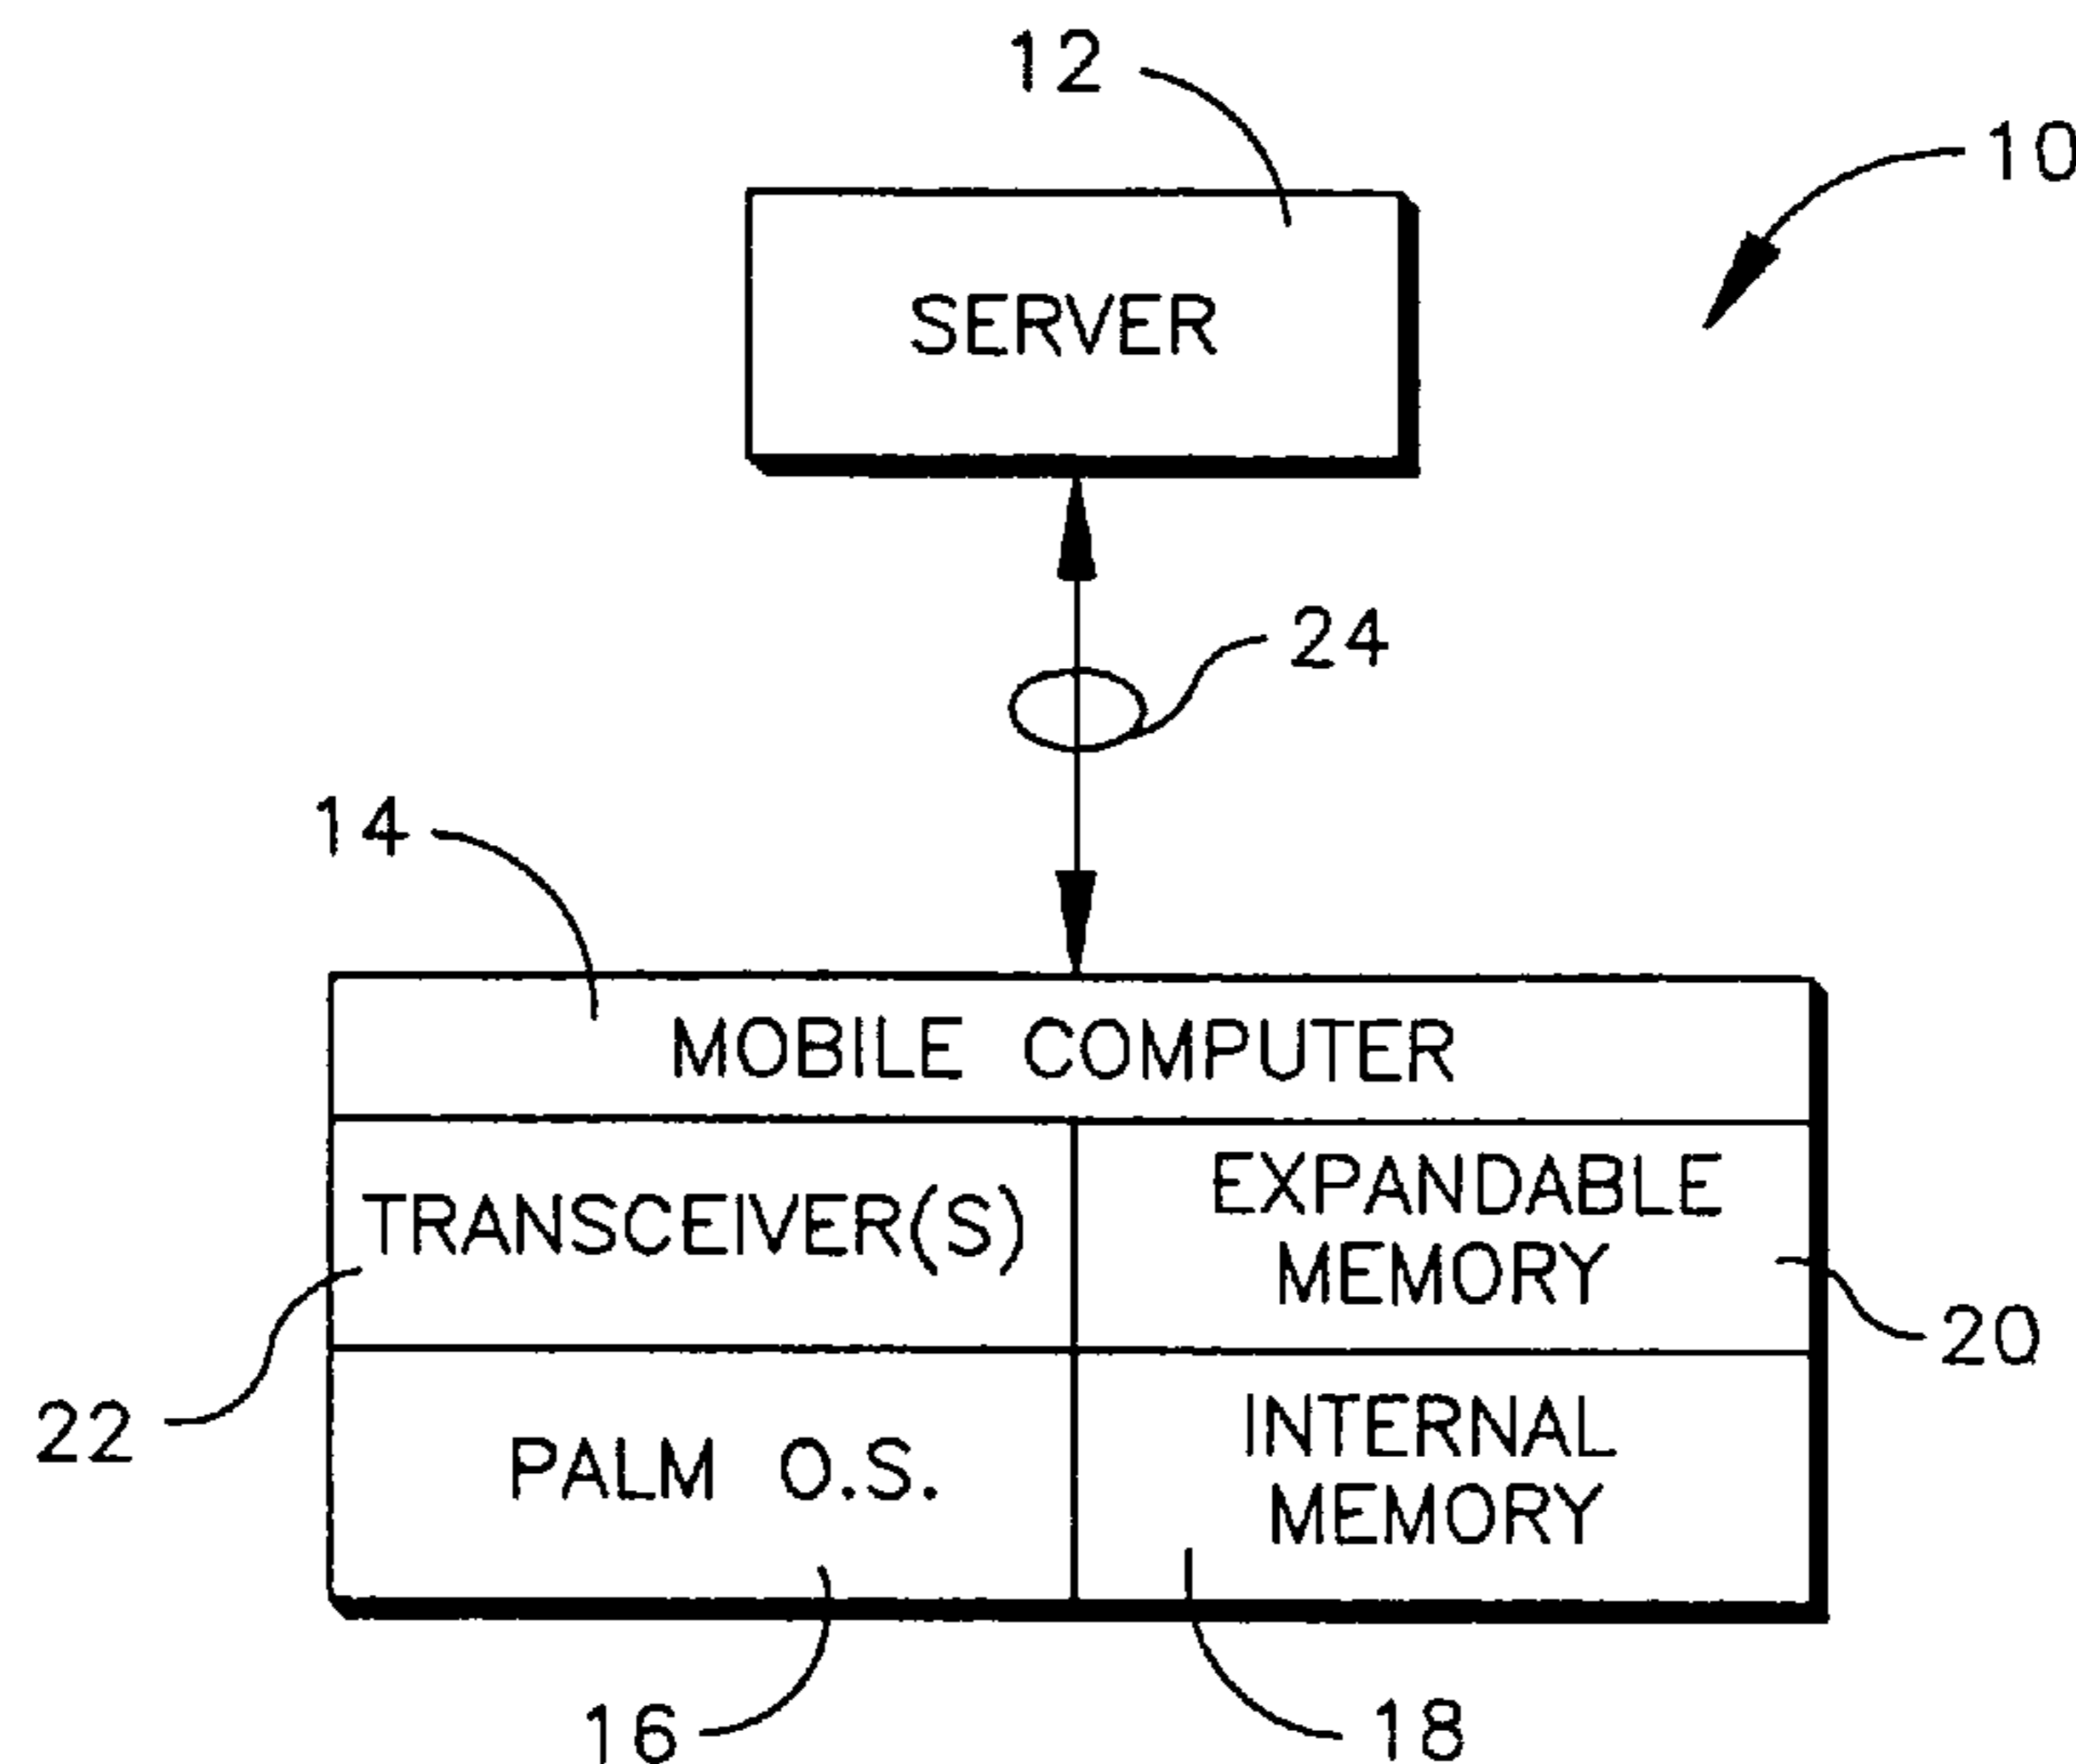 12
10
SERVER
24
14
MOBILE COMPUTER
TRANSCEIVER(S)
EXPANDABLE
MEMORY
20
22
PALM O.S.
INTERNAL
MEMORY
16
18